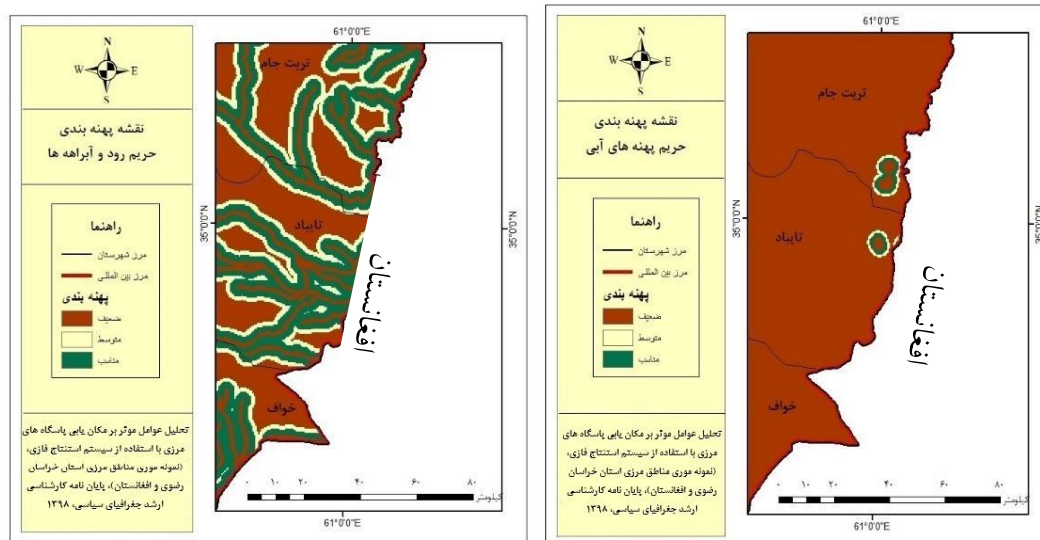 61°0'0"E
N
W E
S
نقشه پهنه بندی
حریم رود و آبراهه ها
راهنما
مرز شهرستان
مرز بین المللی
پهنه بندی
ضعیف
متوسط
مناسب
تحلیل عوامل موثر بر مکان یابی پاسگاه های
مرزی با استفاده از سیستم استنتاج فازی،
(نمونه موری مناطق مرزی استان خراسان
رضوی و افغانستان)، پایان نامه کارشناسی
ارشد جغرافیای سیاسی، ۱۳۹۸
تربت جام
تایباد
خواف
افغانستان
35°0'0"N
35°0'0"N
۰ ۱۰ ۲۰ ۴۰ ۶۰ ۸۰
کیلومتر
61°0'0"E
61°0'0"E
N
W E
S
نقشه پهنه بندی
حریم پهنه های آبی
راهنما
مرز شهرستان
مرز بین المللی
پهنه بندی
ضعیف
متوسط
مناسب
تحلیل عوامل موثر بر مکان یابی پاسگاه های
مرزی با استفاده از سیستم استنتاج فازی،
(نمونه موری مناطق مرزی استان خراسان
رضوی و افغانستان)، پایان نامه کارشناسی
ارشد جغرافیای سیاسی، ۱۳۹۸
تربت جام
تایباد
خواف
افغانستان
35°0'0"N
35°0'0"N
۰ ۱۰ ۲۰ ۴۰ ۶۰ ۸۰
کیلومتر
61°0'0"E